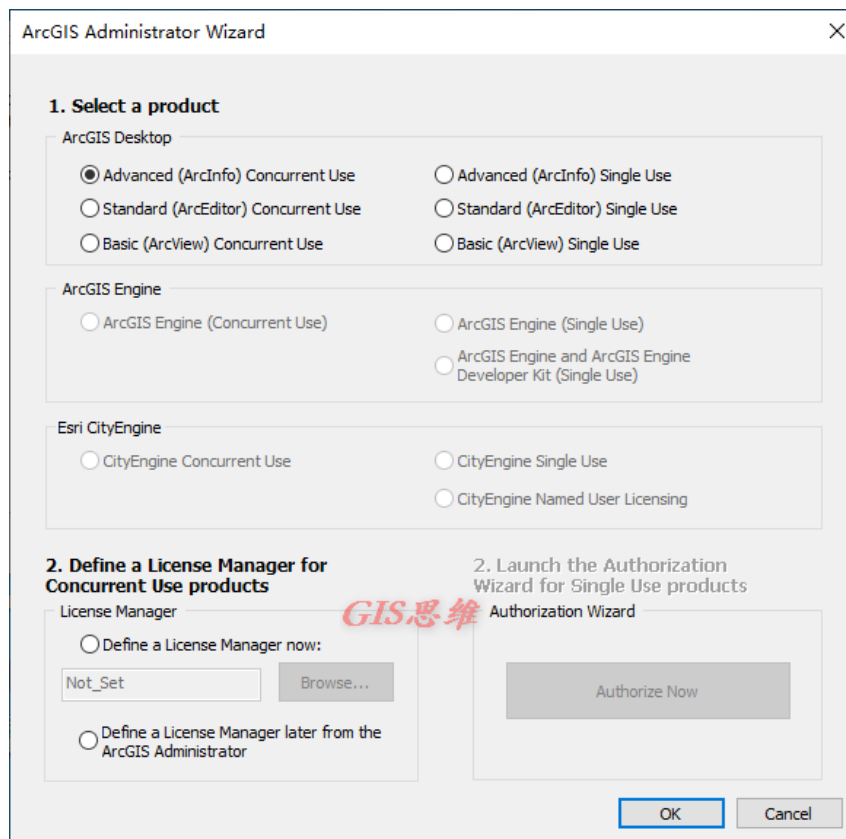 ArcGIS Administrator Wizard
1. Select a product
ArcGIS Desktop
Advanced (ArcInfo) Concurrent Use
Advanced (ArcInfo) Single Use
Standard (ArcEditor) Concurrent Use
Standard (ArcEditor) Single Use
Basic (ArcView) Concurrent Use
Basic (ArcView) Single Use
ArcGIS Engine
ArcGIS Engine (Concurrent Use)
ArcGIS Engine (Single Use)
ArcGIS Engine and ArcGIS Engine
Developer Kit (Single Use)
Esri CityEngine
CityEngine Concurrent Use
CityEngine Single Use
CityEngine Named User Licensing
2. Define a License Manager for
Concurrent Use products
License Manager
Define a License Manager now:
Not_Set
Browse...
Define a License Manager later from the
ArcGIS Administrator
2. Launch the Authorization
Wizard for Single Use products
Authorization Wizard
Authorize Now
GIS思维
OK
Cancel